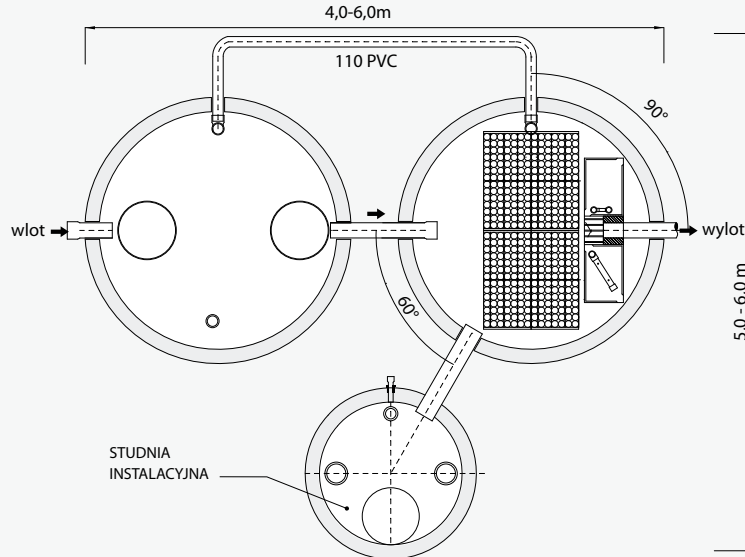 4,0-6,0m
110 PVC
90°
wlot
wylot
60°
5,0 - 6,0 m
STUDNIA
INSTALACYJNA